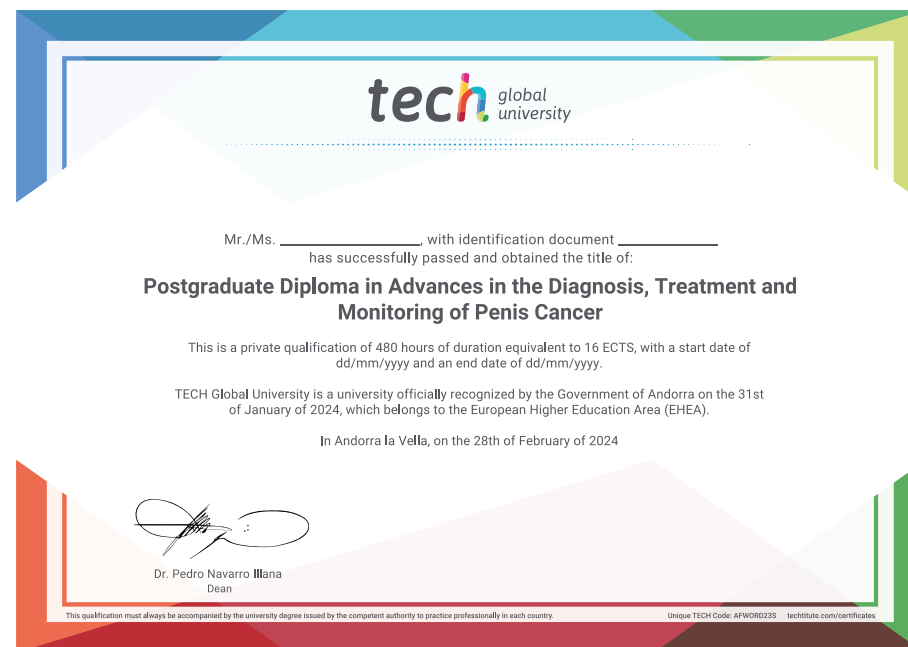 tech global
university
Mr./Ms. ____________, with identification document ____________
has successfully passed and obtained the title of:
Postgraduate Diploma in Advances in the Diagnosis, Treatment and
Monitoring of Penis Cancer
This is a private qualification of 480 hours of duration equivalent to 16 ECTS, with a start date of
dd/mm/yyyy and an end date of dd/mm/yyyy.
TECH Global University is a university officially recognized by the Government of Andorra on the 31st
of January of 2024, which belongs to the European Higher Education Area (EHEA).
In Andorra la Vella, on the 28th of February of 2024
Dr. Pedro Navarro Illana
Dean
This qualification must always be accompanied by the university degree issued by the competent authority to practice professionally in each country. Unique TECH Code: AFWORD23S techtitute.com/certificates